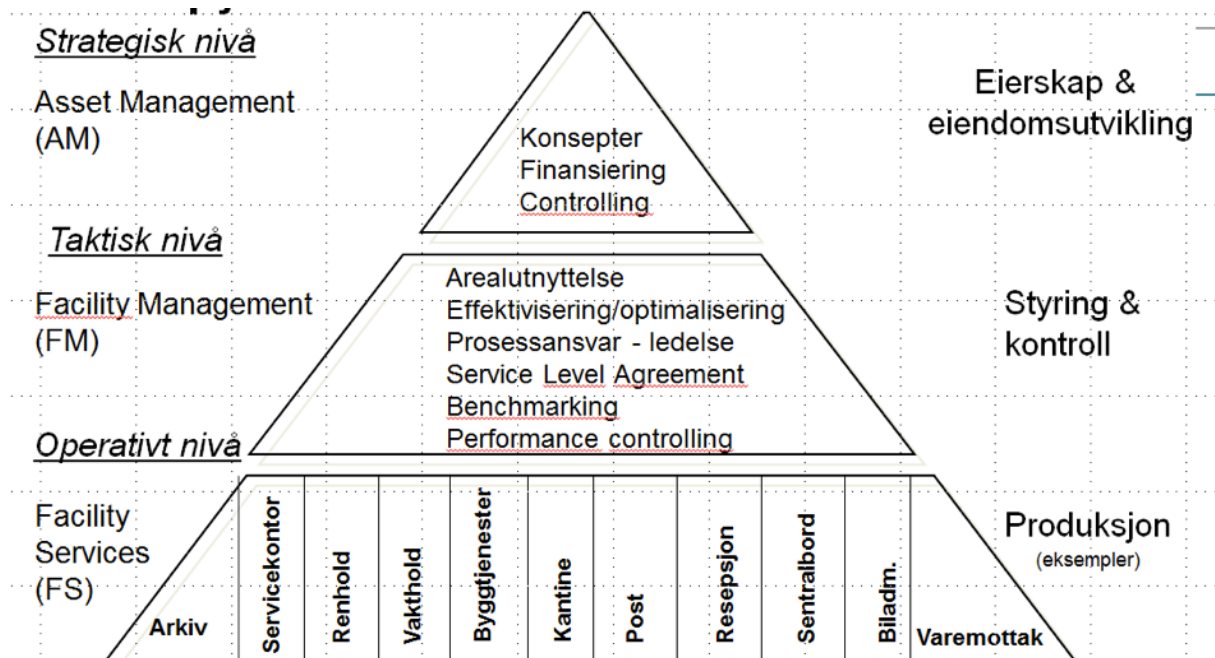 Strategisk nivå
Asset Management
(AM)
Konsepter
Finansiering
Controlling
Eierskap &
eiendomsutvikling
Taktisk nivå
Facility Management
(FM)
Arealutnyttelse
Effektivisering/optimalisering
Prosessansvar - ledelse
Service Level Agreement
Benchmarking
Performance controlling
Styring &
kontroll
Operativt nivå
Facility
Services
(FS)
Arkiv
Servicekontor
Renhold
Vakthold
Byggtjenester
Kantine
Post
Resepsjon
Sentralbord
Biladm.
Varemottak
Produksjon
(eksempler)